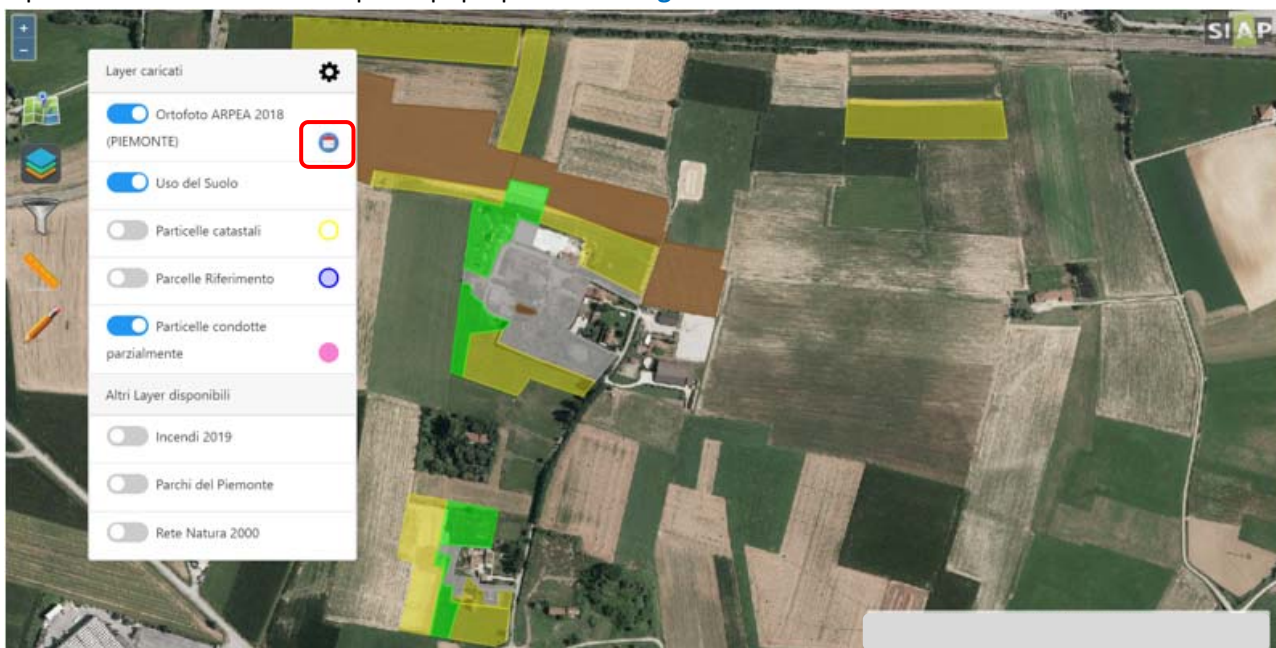 +
SIAP
-
Layer caricati
Ortofoto ARPEA 2018
(PIEMONTE)
Uso del Suolo
Particelle catastali
Parcelle Riferimento
Particelle condotte
parzialmente
Altri Layer disponibili
Incendi 2019
Parchi del Piemonte
Rete Natura 2000